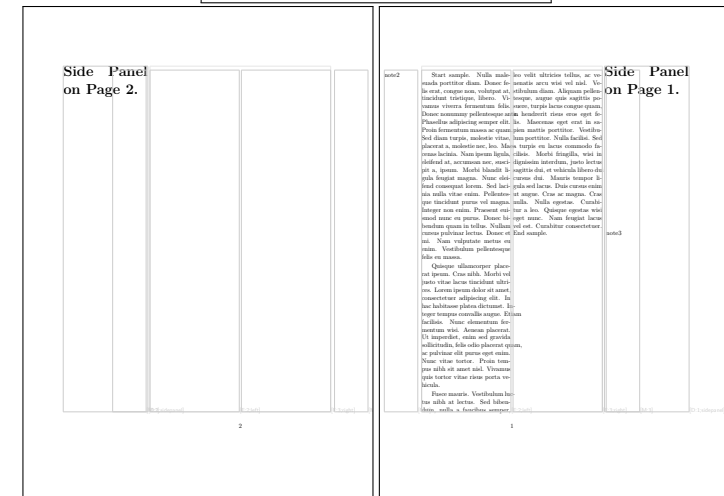 Side Panel
on Page 2.
2
note2
Start sample. Nulla male-
suada porttitor diam. Donec fe-
lis erat, congue non, volutpat at,
tincidunt tristique, libero. Vi-
vamus viverra fermentum felis.
Donec nonummy pellentesque an
Phasellus adipiscing semper elit.
Proin fermentum massa ac quam.
Sed diam turpis, molestie vitae,
placerat a, molestie nec, leo. Ma
cenas lacinia. Nam ipsum ligula,
eleifend at, accumsan nec, susci-
pit a, ipsum. Morbi blandit li-
gula feugiat magna. Nunc elei-
fend consequat lorem. Sed laci-
nia nulla vitae enim. Pellentes-
que tincidunt purus vel magna.
Integer non enim. Praesent eui-
smod nunc eu purus. Donec bi-
bendum quam in tellus. Nullam
cursus pulvinar lectus. Donec et
mi. Nam vulputate metus eu
enim. Vestibulum pellentesque
felis eu massa.
Quisque ullamcorper place-
rat ipsum. Cras nibh. Morbi vel
justo vitae lacus tincidunt ultri-
ces. Lorem ipsum dolor sit amet,
consectetuer adipiscing elit. In
hac habitasse platea dictumst. In-
teger tempus convallis augue. Etiam
facilisis. Nunc elementum fer-
mentum wisi. Aenean placerat.
Ut imperdiet, enim sed gravida
sollicitudin, felis odio placerat quam,
ac pulvinar elit purus eget enim.
Nunc vitae tortor. Proin tem-
pus nibh sit amet nisl. Vivamus
quis tortor vitae risus porta ve-
hicula.
Fusce mauris. Vestibulum luc-
tus nibh at lectus. Sed biben-
dum, nulla a faucibus semper,
leo velit ultricies tellus, ac ve-
nenatis arcu wisi vel nisl. Ve-
stibulum diam. Aliquam pellen-
tesque, augue quis sagittis po-
suere, turpis lacus congue quam,
in hendrerit risus eros eget fe-
lis. Maecenas eget erat in sa-
pien mattis porttitor. Vestibu-
lum porttitor. Nulla facilisi. Sed
a turpis eu lacus commodo fa-
cilisis. Morbi fringilla, wisi in
dignissim interdum, justo lectus
sagittis dui, et vehicula libero dui
cursus dui. Mauris tempor li-
gula sed lacus. Duis cursus enim
ut augue. Cras ac magna. Cras
nulla. Nulla egestas. Curabi-
tur a leo. Quisque egestas wisi
eget nunc. Nam feugiat lacus
vel est. Curabitur consectetuer.
End sample.
Side Panel
on Page 1.
note3
1